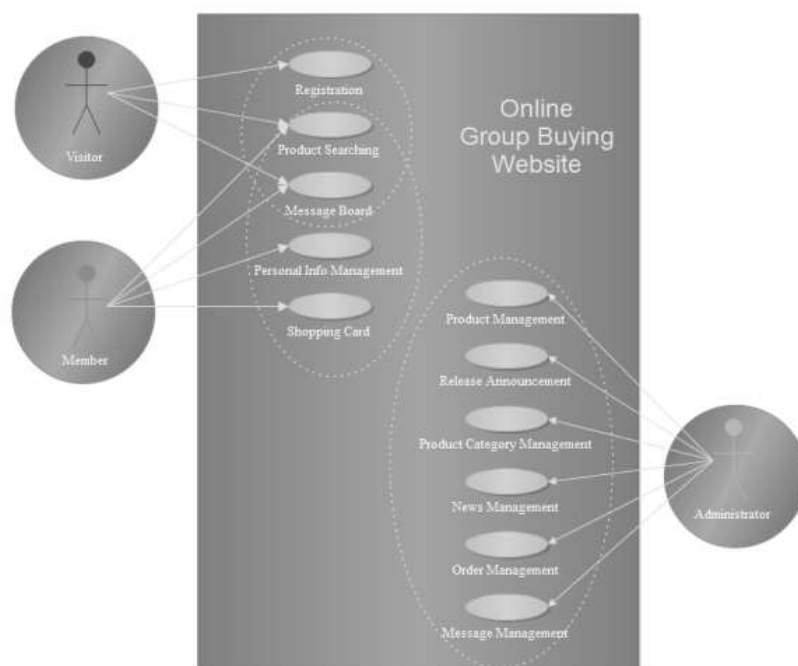 Online
Group Buying
Website
Visitor
Member
Registration
Product Searching
Message Board
Personal Info Management
Shopping Card
Product Management
Release Announcement
Product Category Management
News Management
Order Management
Message Management
Administrator